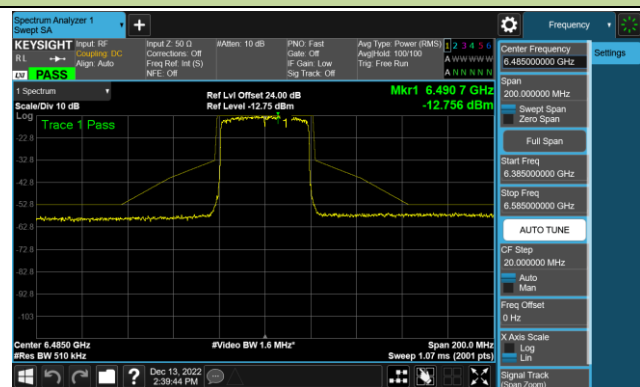 Spectrum Analyzer 1
Swept SA
Frequency
KEYSIGHT
RL
LXI
PASS
Input: RF
Coupling: DC
Align: Auto
Input Z: 50 Ω
Corrections: Off
Freq Ref: Int (S)
NFE: Off
#Atten: 10 dB
PNO: Fast
Gate: Off
IF Gain: Low
Sig Track: Off
Avg Type: Power (RMS)
Avg|Hold: 100/100
Trig: Free Run
1 2 3 4 5 6
A W W W W W
A N N N N N
Center Frequency
6.485000000 GHz
Settings
Span
200.000000 MHz
Swept Span
Zero Span
Full Span
Start Freq
6.385000000 GHz
Stop Freq
6.585000000 GHz
AUTO TUNE
CF Step
20.000000 MHz
Auto
Man
Freq Offset
0 Hz
X Axis Scale
Log
Lin
Signal Track
(Span Zoom)
1 Spectrum
Scale/Div 10 dB
Log
Ref Lvl Offset 24.00 dB
Ref Level -12.75 dBm
Mkr1 6.490 7 GHz
-12.756 dBm
Trace 1 Pass
1
-22.8
-32.8
-42.8
-52.8
-62.8
-72.8
-82.8
-92.8
-103
Center 6.4850 GHz
#Res BW 510 kHz
#Video BW 1.6 MHz*
Span 200.0 MHz
Sweep 1.07 ms (2001 pts)
?
Dec 13, 2022
2:39:44 PM